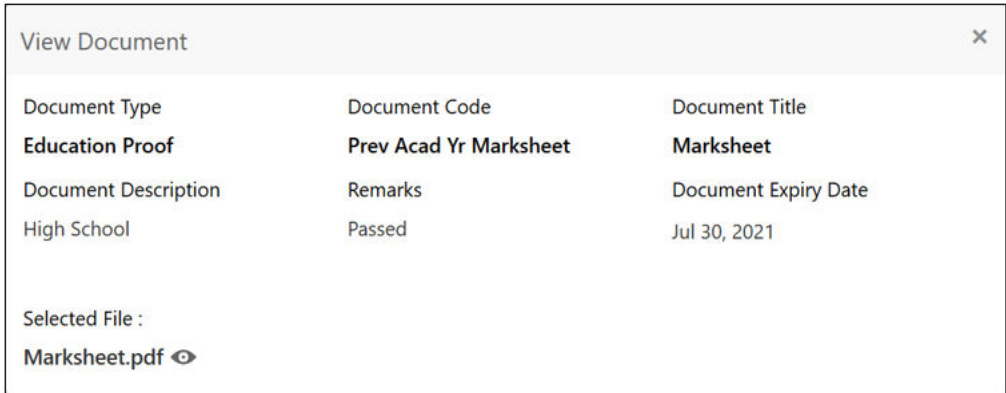 View Document ×
Document Type Document Code Document Title
Education Proof Prev Acad Yr Marksheet Marksheet
Document Description Remarks Document Expiry Date
High School Passed Jul 30, 2021
Selected File :
Marksheet.pdf